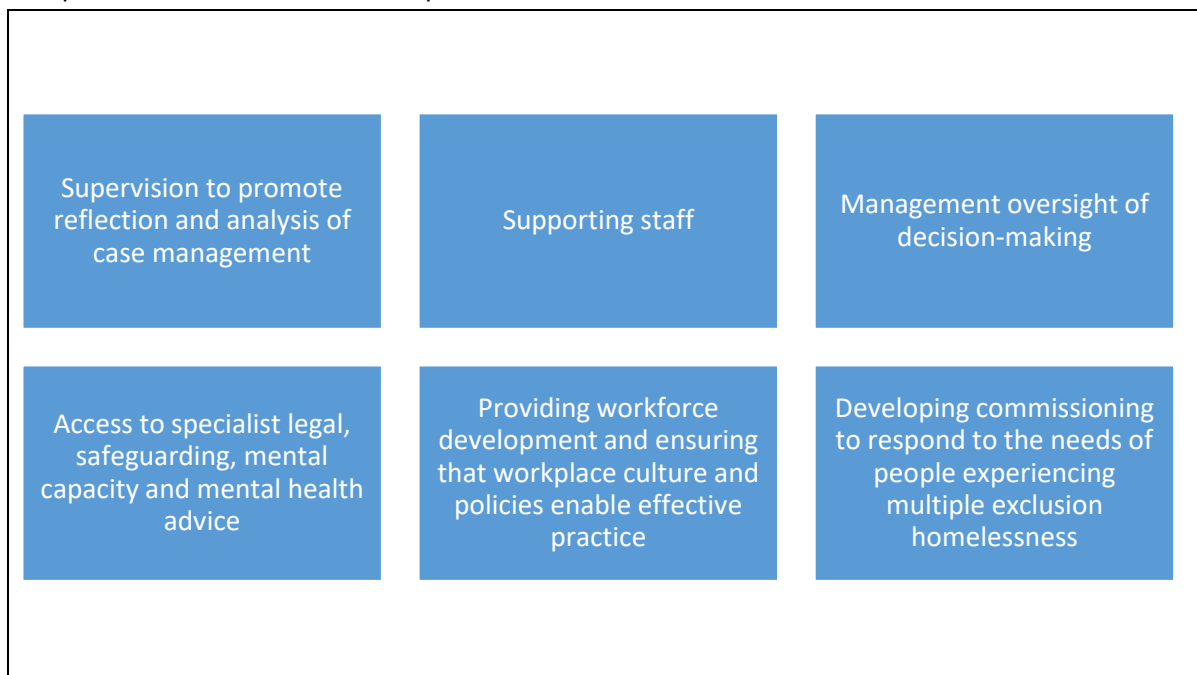 Supervision to promote
reflection and analysis of
case management
Supporting staff
Management oversight of
decision-making
Access to specialist legal,
safeguarding, mental
capacity and mental health
advice
Providing workforce
development and ensuring
that workplace culture and
policies enable effective
practice
Developing commissioning
to respond to the needs of
people experiencing
multiple exclusion
homelessness